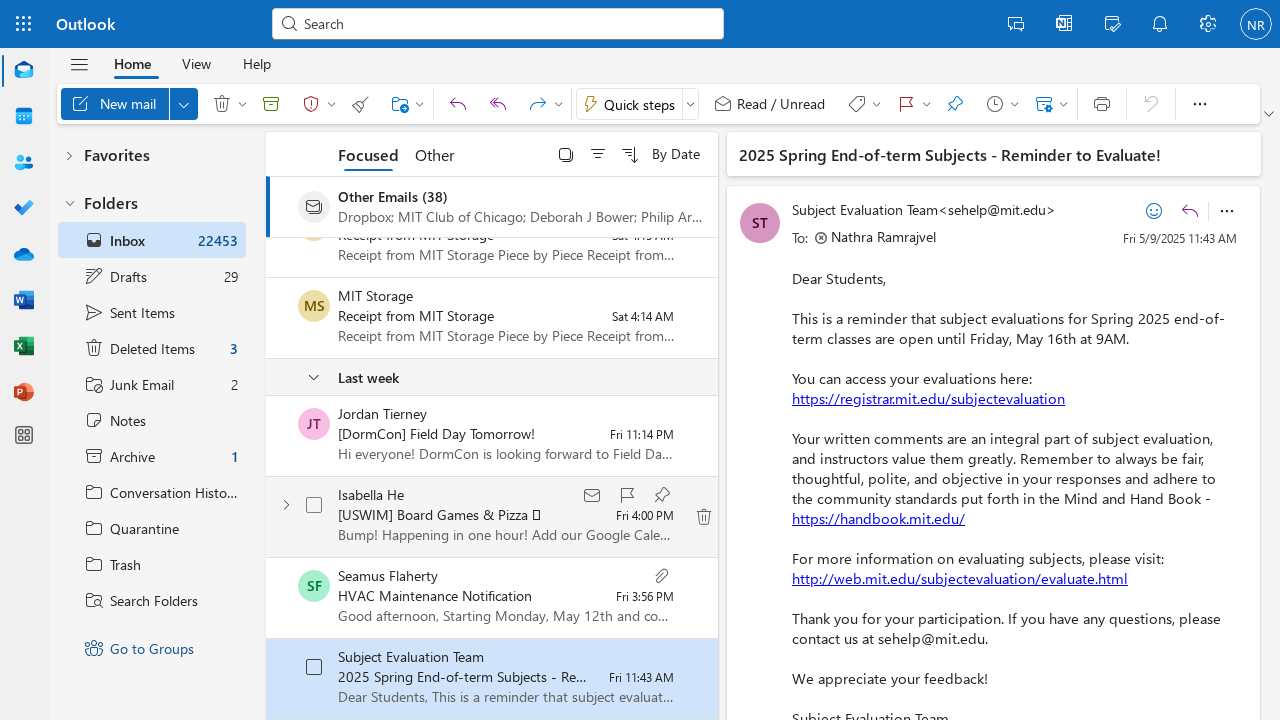 Outlook
Search
NR
Home View Help
New mail
Quick steps
Read / Unread
Favorites
Folders
Inbox 22453
Drafts 29
Sent Items
Deleted Items 3
Junk Email 2
Notes
Archive 1
Conversation Histo...
Quarantine
Trash
Search Folders
Go to Groups
Focused Other By Date
Other Emails (38)
Dropbox; MIT Club of Chicago; Deborah J Bower; Philip Ar...
Receipt from MIT Storage
Receipt from MIT Storage Piece by Piece Receipt from...
MS
MIT Storage
Receipt from MIT Storage Sat 4:14 AM
Receipt from MIT Storage Piece by Piece Receipt from...
Last week
JT
Jordan Tierney
[DormCon] Field Day Tomorrow! Fri 11:14 PM
Hi everyone! DormCon is looking forward to Field Da...
Isabella He
[USWIM] Board Games & Pizza Fri 4:00 PM
Bump! Happening in one hour! Add our Google Cale...
SF
Seamus Flaherty
HVAC Maintenance Notification Fri 3:56 PM
Good afternoon, Starting Monday, May 12th and co...
Subject Evaluation Team
2025 Spring End-of-term Subjects - Re... Fri 11:43 AM
Dear Students, This is a reminder that subject evaluat...
2025 Spring End-of-term Subjects - Reminder to Evaluate!
ST
Subject Evaluation Team<sehelp@mit.edu>
To: Nathra Ramrajvel Fri 5/9/2025 11:43 AM
Dear Students,
This is a reminder that subject evaluations for Spring 2025 end-of-
term classes are open until Friday, May 16th at 9AM.
You can access your evaluations here:
https://registrar.mit.edu/subjectevaluation
Your written comments are an integral part of subject evaluation,
and instructors value them greatly. Remember to always be fair,
thoughtful, polite, and objective in your responses and adhere to
the community standards put forth in the Mind and Hand Book -
https://handbook.mit.edu/
For more information on evaluating subjects, please visit:
http://web.mit.edu/subjectevaluation/evaluate.html
Thank you for your participation. If you have any questions, please
contact us at sehelp@mit.edu.
We appreciate your feedback!
Subject Evaluation Team